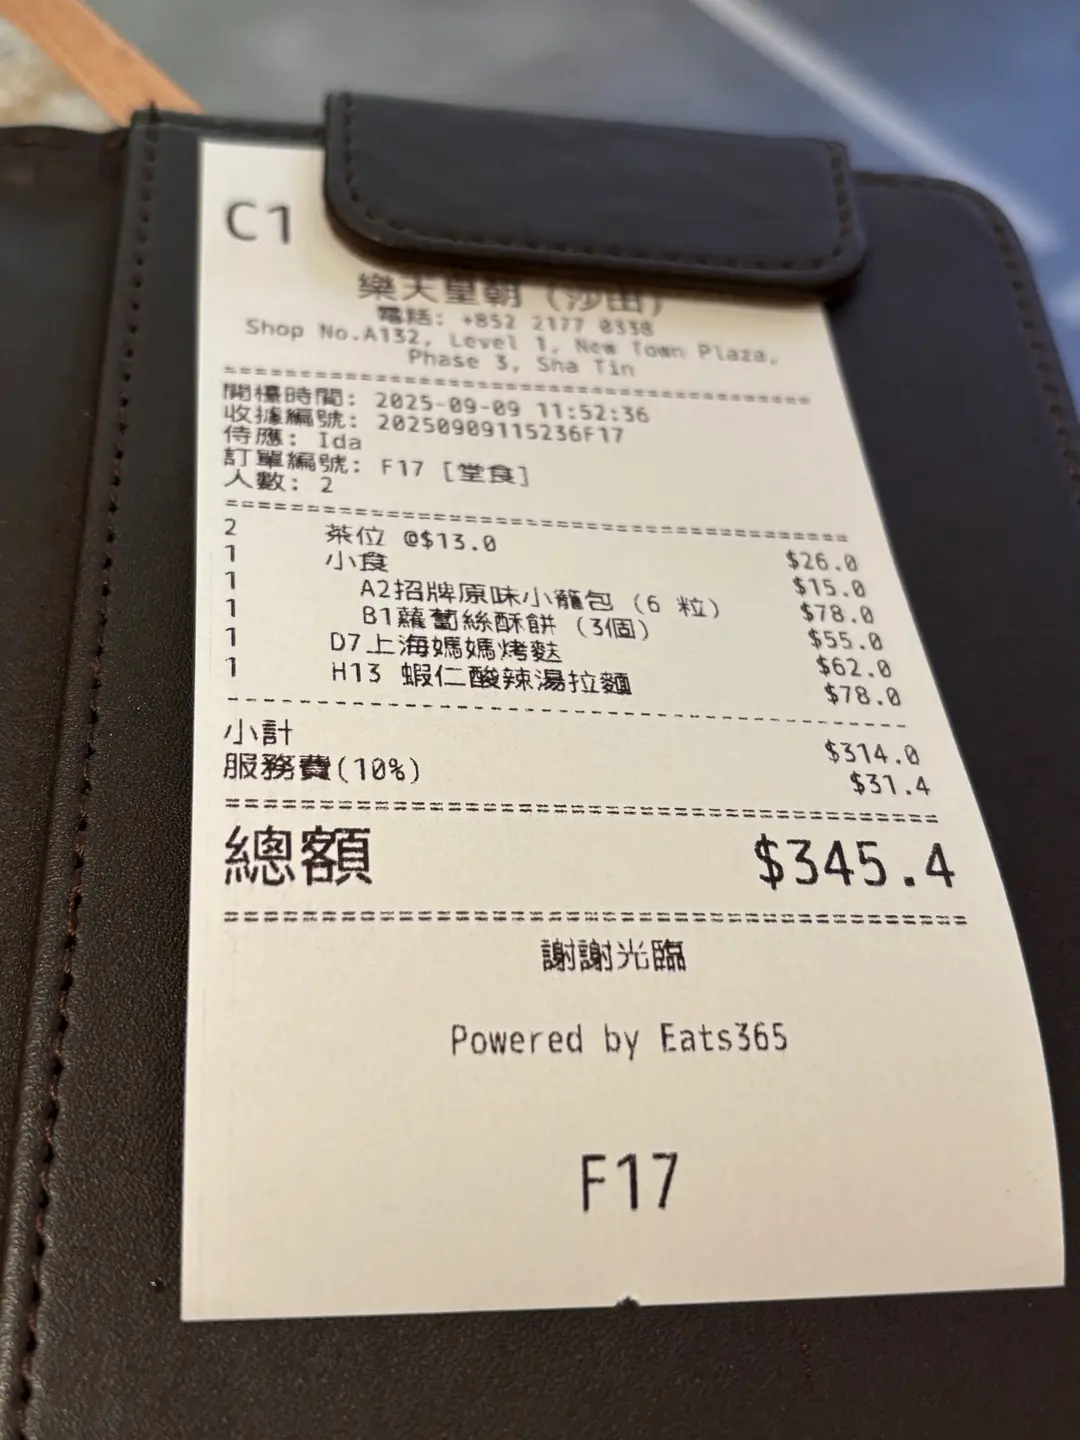 C1
樂天皇朝 (沙田)
電話: +852 2177 0338
Shop No.A132, Level 1, New Town Plaza,
Phase 3, Sha Tin
開檯時間: 2025-09-09 11:52:36
收據編號: 20250909115236F17
侍應: Ida
訂單編號: F17 [堂食]
人數: 2
2 茶位 @$13.0 $26.0
1 小食 $15.0
1 A2招牌原味小籠包 (6 粒) $78.0
1 B1蘿蔔絲酥餅 (3個) $55.0
1 D7上海媽媽烤麩 $62.0
1 H13 蝦仁酸辣湯拉麵 $78.0
小計 $314.0
服務費(10%) $31.4
總額 $345.4
謝謝光臨
Powered by Eats365
F17